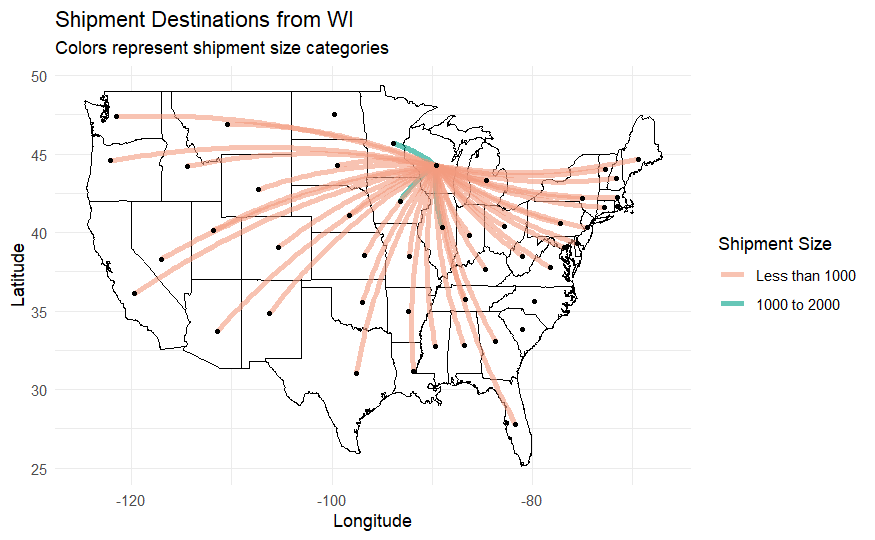 Shipment Destinations from WI
Colors represent shipment size categories
50
45
40
35
30
25
Latitude
-120
-100
-80
Longitude
Shipment Size
Less than 1000
1000 to 2000